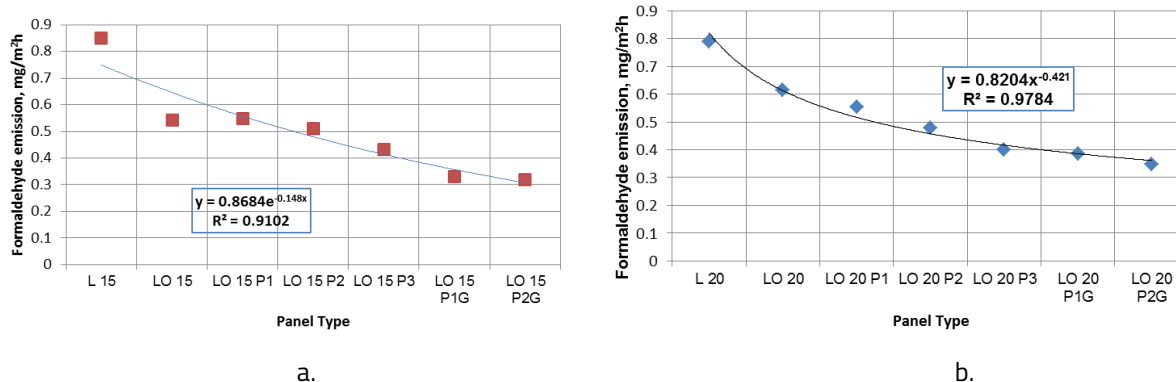 Formaldehyde emission, mg/m²h
0.9
0.8
0.7
0.6
0.5
0.4
0.3
0.2
0.1
0
y = 0.8684e^-0.148x
R² = 0.9102
L 15
LO 15
LO 15 P1
LO 15 P2
LO 15 P3
LO 15
P1G
LO 15
P2G
Panel Type
a.
Formaldehyde emission, mg/m²h
0.9
0.8
0.7
0.6
0.5
0.4
0.3
0.2
0.1
0
y = 0.8204x^-0.421
R² = 0.9784
L 20
LO 20
LO 20 P1
LO 20 P2
LO 20 P3
LO 20
P1G
LO 20
P2G
Panel Type
b.